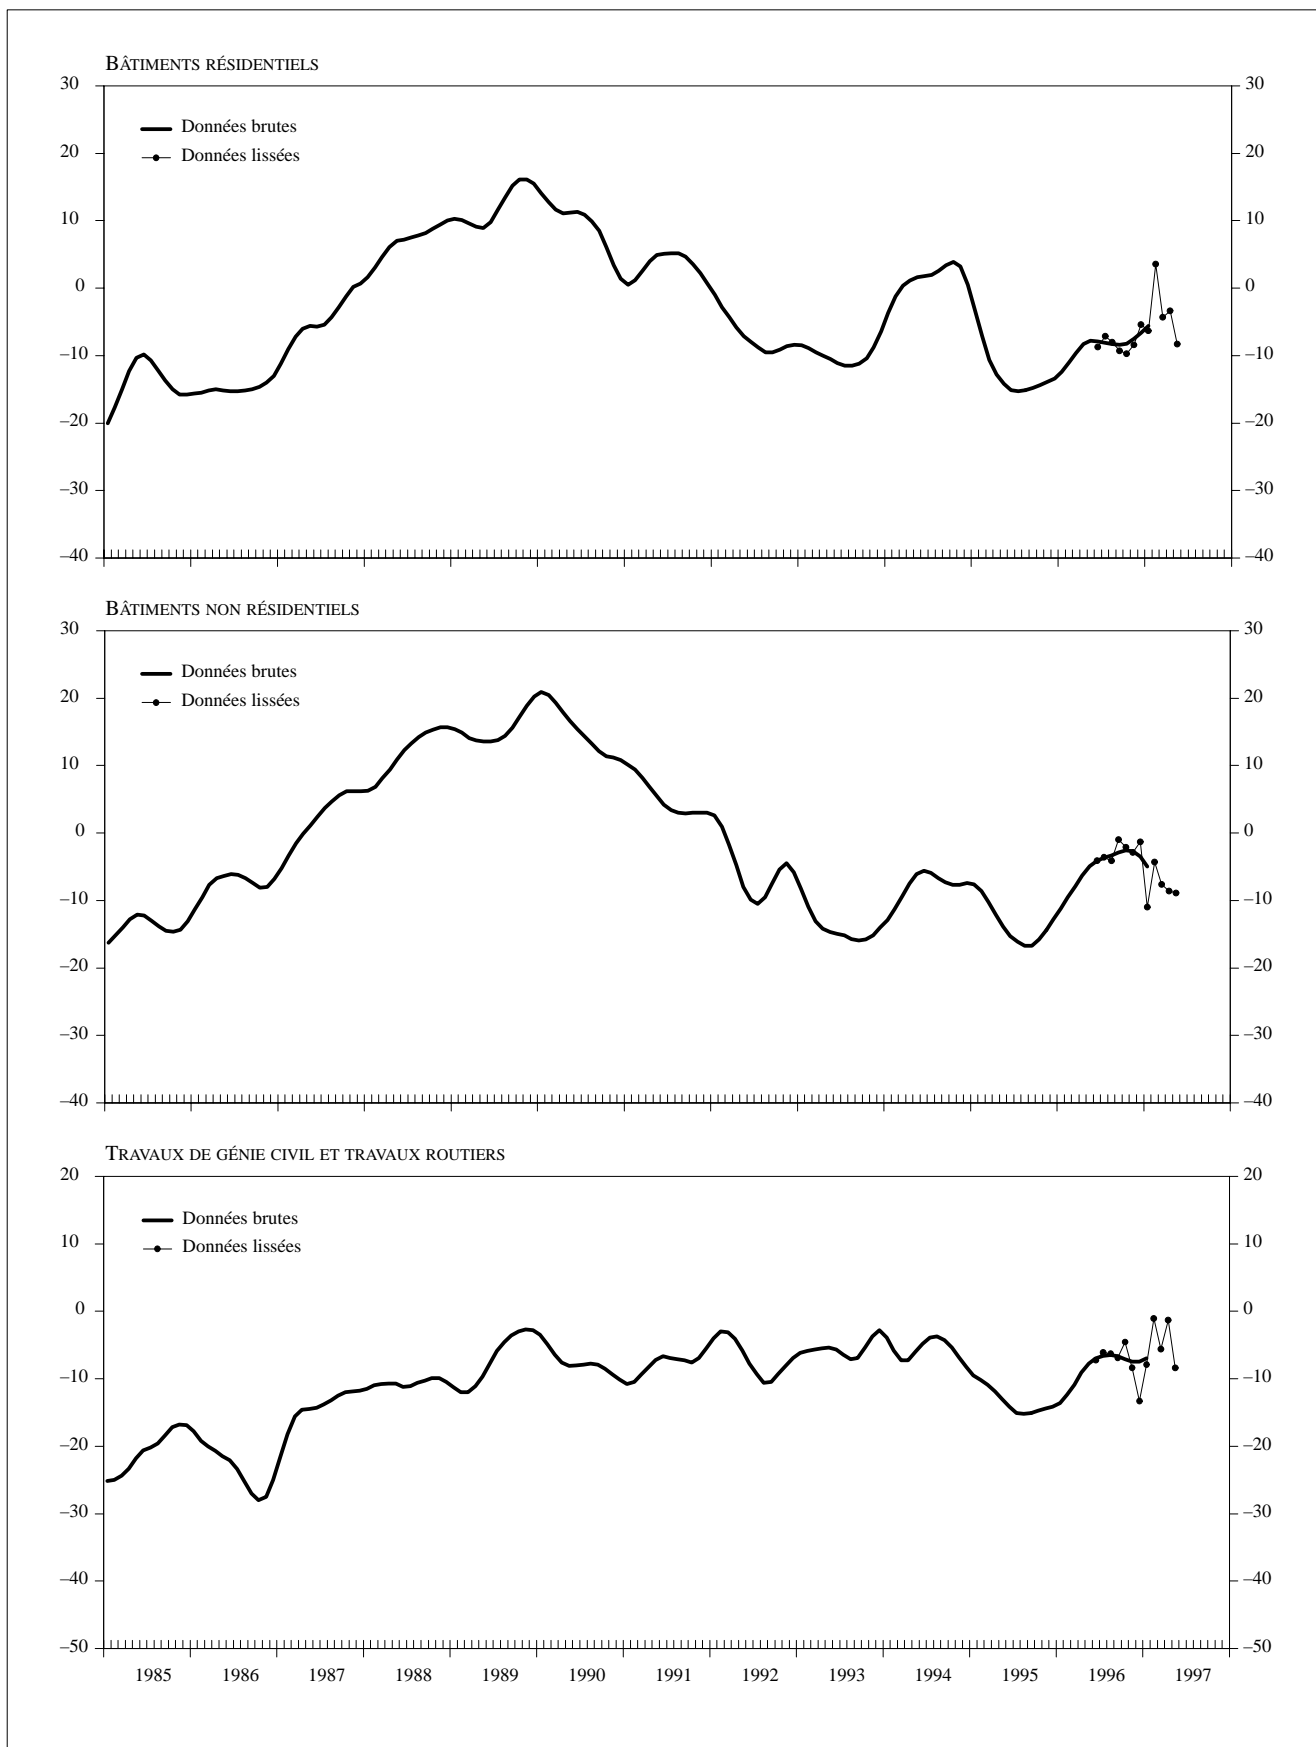 BÂTIMENTS RÉSIDENTIELS
30 30
Données brutes
20 20
Données lissées
10 10
0 0
–10 –10
–20 –20
–30 –30
–40 –40
BÂTIMENTS NON RÉSIDENTIELS
30 30
Données brutes
20 20
Données lissées
10 10
0 0
–10 –10
–20 –20
–30 –30
–40 –40
TRAVAUX DE GÉNIE CIVIL ET TRAVAUX ROUTIERS
20 20
Données brutes
10 10
Données lissées
0 0
–10 –10
–20 –20
–30 –30
–40 –40
–50 –50
1985 1986 1987 1988 1989 1990 1991 1992 1993 1994 1995 1996 1997